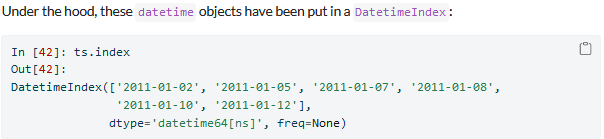 Under the hood, these datetime objects have been put in a DatetimeIndex:
In [42]: ts.index
Out[42]:
DatetimeIndex(['2011-01-02', '2011-01-05', '2011-01-07', '2011-01-08',
               '2011-01-10', '2011-01-12'],
              dtype='datetime64[ns]', freq=None)